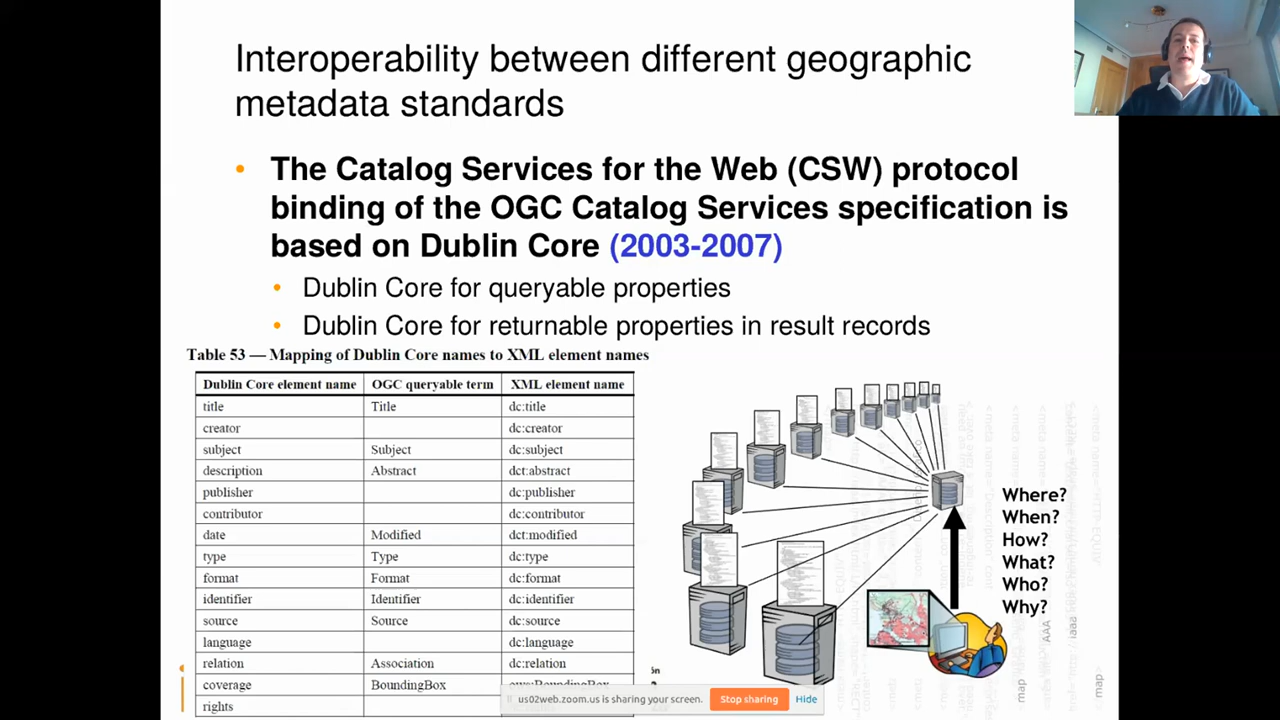 Interoperability between different geographic
metadata standards
• The Catalog Services for the Web (CSW) protocol
binding of the OGC Catalog Services specification is
based on Dublin Core (2003-2007)
• Dublin Core for queryable properties
• Dublin Core for returnable properties in result records
Table 53 — Mapping of Dublin Core names to XML element names
Dublin Core element name OGC queryable term XML element name
title Title dc:title
creator dc:creator
subject Subject dc:subject
description Abstract dct:abstract
publisher dc:publisher
contributor dc:contributor
date Modified dct:modified
type Type dc:type
format Format dc:format
identifier Identifier dc:identifier
source Source dc:source
language dc:language
relation Association dc:relation
coverage BoundingBox ows:BoundingBox
rights
Where?
When?
How?
What?
Who?
Why?
us02web.zoom.us is sharing your screen. Stop sharing Hide
map
AAA
map